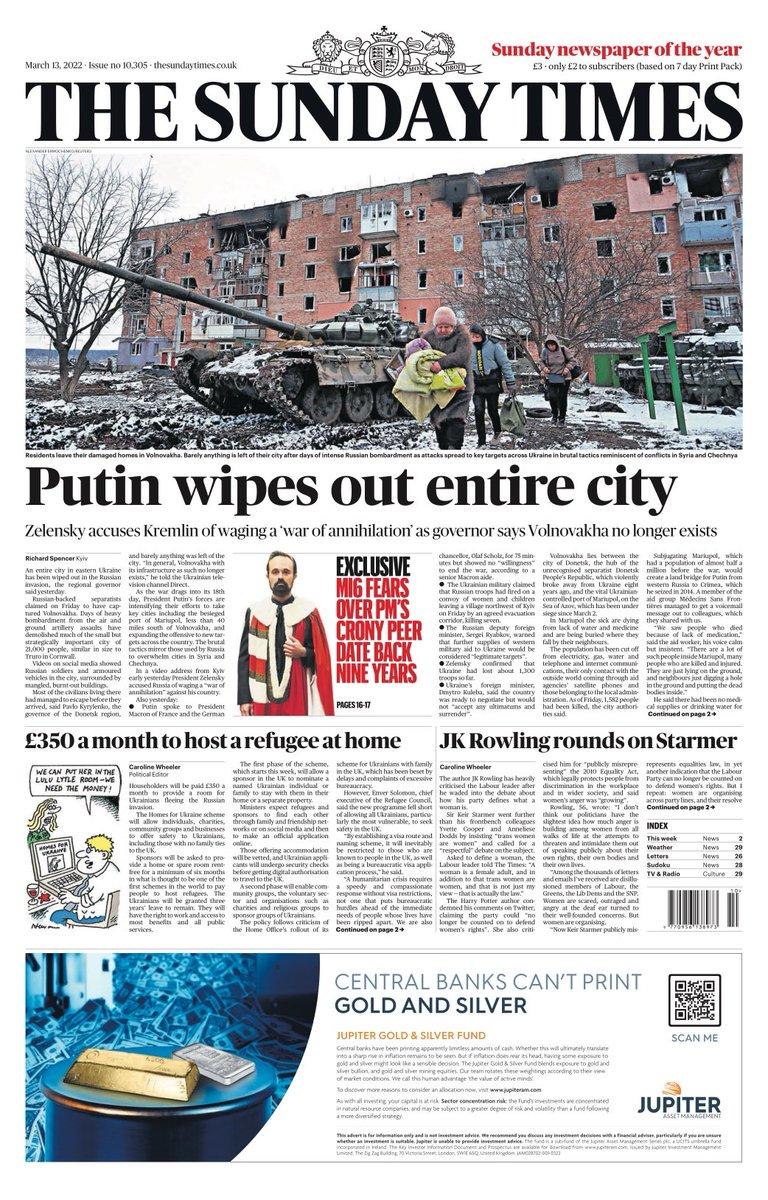 March 13, 2022 · Issue no 10,305 · thesundaytimes.co.uk
DIEU ET MON DROIT
Sunday newspaper of the year
£3 · only £2 to subscribers (based on 7 day Print Pack)
THE SUNDAY TIMES
ALEXANDER ERMOCHENKO/REUTERS
Residents leave their damaged homes in Volnovakha. Barely anything is left of their city after days of intense Russian bombardment as attacks spread to key targets across Ukraine in brutal tactics reminiscent of conflicts in Syria and Chechnya
Putin wipes out entire city
Zelensky accuses Kremlin of waging a ‘war of annihilation’ as governor says Volnovakha no longer exists
Richard Spencer Kyiv
An entire city in eastern Ukraine
has been wiped out in the Russian
invasion, the regional governor
said yesterday.
Russian-backed separatists
claimed on Friday to have cap-
tured Volnovakha. Days of heavy
bombardment from the air and
ground artillery assaults have
demolished much of the small but
strategically important city of
21,000 people, similar in size to
Truro in Cornwall.
Videos on social media showed
Russian soldiers and armoured
vehicles in the city, surrounded by
mangled, burnt-out buildings.
Most of the civilians living there
had managed to escape before they
arrived, said Pavlo Kyrylenko, the
governor of the Donetsk region,
and barely anything was left of the
city. “In general, Volnovakha with
its infrastructure as such no longer
exists,” he told the Ukrainian tele-
vision channel Direct.
As the war drags into its 18th
day, President Putin’s forces are
intensifying their efforts to take
key cities including the besieged
port of Mariupol, less than 40
miles south of Volnovakha, and
expanding the offensive to new tar-
gets across the country. The brutal
tactics mirror those used by Russia
to overwhelm cities in Syria and
Chechnya.
In a video address from Kyiv
early yesterday President Zelensky
accused Russia of waging a “war of
annihilation” against his country.
Also yesterday:
● Putin spoke to President
Macron of France and the German
EXCLUSIVE
MI6 FEARS
OVER PM’S
CRONY PEER
DATE BACK
NINE YEARS
PAGES 16-17
chancellor, Olaf Scholz, for 75 min-
utes but showed no “willingness”
to end the war, according to a
senior Macron aide.
● The Ukrainian military claimed
that Russian troops had fired on a
convoy of women and children
leaving a village northwest of Kyiv
on Friday by an agreed evacuation
corridor, killing seven.
● The Russian deputy foreign
minister, Sergei Ryabkov, warned
that further supplies of western
military aid to Ukraine would be
considered “legitimate targets”.
● Zelensky confirmed that
Ukraine had lost about 1,300
troops so far.
● Ukraine’s foreign minister,
Dmytro Kuleba, said the country
was ready to negotiate but would
not “accept any ultimatums and
surrender”.
Volnovakha lies between the
city of Donetsk, the hub of the
unrecognised separatist Donetsk
People’s Republic, which violently
broke away from Ukraine eight
years ago, and the vital Ukrainian-
controlled port of Mariupol, on the
Sea of Azov, which has been under
siege since March 2.
In Mariupol the sick are dying
from lack of water and medicine
and are being buried where they
fall by their neighbours.
The population has been cut off
from electricity, gas, water and
telephone and internet communi-
cations, their only contact with the
outside world coming through aid
agencies’ satellite phones and
those belonging to the local admin-
istration. As of Friday, 1,582 people
had been killed, the city authori-
ties said.
Subjugating Mariupol, which
had a population of almost half a
million before the war, would
create a land bridge for Putin from
western Russia to Crimea, which
he seized in 2014. A member of the
aid group Médecins Sans Fron-
tières managed to get a voicemail
message out to colleagues, which
they shared with us.
“We saw people who died
because of lack of medication,”
said the aid worker, his voice calm
but insistent. “There are a lot of
such people inside Mariupol, many
people who are killed and injured.
They are just lying on the ground,
and neighbours just digging a hole
in the ground and putting the dead
bodies inside.”
He said there had been no medi-
cal supplies or drinking water for
Continued on page 2→
£350 a month to host a refugee at home
WE CAN PUT HER IN THE
LULU LYTLE ROOM—WE
NEED THE MONEY!
HOMES FOR
UKRAINE
NEWMAN
Caroline Wheeler
Political Editor
Householders will be paid £350 a
month to provide a room for
Ukrainians fleeing the Russian
invasion.
The Homes for Ukraine scheme
will allow individuals, charities,
community groups and businesses
to offer safety to Ukrainians,
including those with no family ties
to the UK.
Sponsors will be asked to pro-
vide a home or spare room rent-
free for a minimum of six months
in what is thought to be one of the
first schemes in the world to pay
people to host refugees. The
Ukrainians will be granted three
years’ leave to remain. They will
have the right to work and access to
most benefits and all public
services.
The first phase of the scheme,
which starts this week, will allow a
sponsor in the UK to nominate a
named Ukrainian individual or
family to stay with them in their
home or a separate property.
Ministers expect refugees and
sponsors to find each other
through family and friendship net-
works or on social media and then
to make an official application
online.
Those offering accommodation
will be vetted, and Ukrainian appli-
cants will undergo security checks
before getting digital authorisation
to travel to the UK.
A second phase will enable com-
munity groups, the voluntary sec-
tor and organisations such as
charities and religious groups to
sponsor groups of Ukrainians.
The policy follows criticism of
the Home Office’s rollout of its
scheme for Ukrainians with family
in the UK, which has been beset by
delays and complaints of excessive
bureaucracy.
However, Enver Solomon, chief
executive of the Refugee Council,
said the new programme fell short
of allowing all Ukrainians, particu-
larly the most vulnerable, to seek
safety in the UK.
“By establishing a visa route and
naming scheme, it will inevitably
be restricted to those who are
known to people in the UK, as well
as being a bureaucratic visa appli-
cation process,” he said.
“A humanitarian crisis requires
a speedy and compassionate
response without visa restrictions,
not one that puts bureaucratic
hurdles ahead of the immediate
needs of people whose lives have
been ripped apart. We are also
Continued on page 2→
JK Rowling rounds on Starmer
Caroline Wheeler
The author JK Rowling has heavily
criticised the Labour leader after
he waded into the debate about
how his party defines what a
woman is.
Sir Keir Starmer went further
than his frontbench colleagues
Yvette Cooper and Anneliese
Dodds by insisting “trans women
are women” and called for a
“respectful” debate on the subject.
Asked to define a woman, the
Labour leader told The Times: “A
woman is a female adult, and in
addition to that trans women are
women, and that is not just my
view — that is actually the law.”
The Harry Potter author con-
demned his comments on Twitter,
claiming the party could “no
longer be counted on to defend
women’s rights”. She also criti-
cised him for “publicly misrepre-
senting” the 2010 Equality Act,
which legally protects people from
discrimination in the workplace
and in wider society, and said
women’s anger was “growing”.
Rowling, 56, wrote: “I don’t
think our politicians have the
slightest idea how much anger is
building among women from all
walks of life at the attempts to
threaten and intimidate them out
of speaking publicly about their
own rights, their own bodies and
their own lives.
“Among the thousands of letters
and emails I’ve received are disillu-
sioned members of Labour, the
Greens, the Lib Dems and the SNP.
Women are scared, outraged and
angry at the deaf ear turned to
their well-founded concerns. But
women are organising.
“Now Keir Starmer publicly mis-
represents equalities law, in yet
another indication that the Labour
Party can no longer be counted on
to defend women’s rights. But I
repeat: women are organising
across party lines, and their resolve
Continued on page 2→
INDEX
This week News 2
Weather News 29
Letters News 26
Sudoku News 28
TV & Radio Culture 29
9 770956 138973
CENTRAL BANKS CAN’T PRINT
GOLD AND SILVER
JUPITER GOLD & SILVER FUND
Central banks have been printing apparently limitless amounts of cash. Whether this will ultimately translate
into a sharp rise in inflation remains to be seen. But if inflation does rear its head, having some exposure to
gold and silver might look like a sensible decision. The Jupiter Gold & Silver Fund blends exposure to gold and
silver bullion, and gold and silver mining equities. Our team rotates these weightings according to their view
of market conditions. We call this human advantage ‘the value of active minds’.
To discover more reasons to consider an allocation now, visit www.jupiteram.com
As with all investing, your capital is at risk. Sector concentration risk: the Fund’s investments are concentrated
in natural resource companies, and may be subject to a greater degree of risk and volatility than a fund following
a more diversified strategy.
SCAN ME
JUPITER
ASSET MANAGEMENT
This advert is for information only and is not investment advice. We recommend you discuss any investment decisions with a financial adviser, particularly if you are unsure
whether an investment is suitable. Jupiter is unable to provide investment advice. The fund is a sub-fund of the Jupiter Asset Management Series plc, a UCITS umbrella fund
incorporated in Ireland. The Key Investor Information Document and Prospectus are available for download from www.jupiteram.com. Issued by Jupiter Investment Management
Limited, The Zig Zag Building, 70 Victoria Street, London, SW1E 6SQ, United Kingdom.